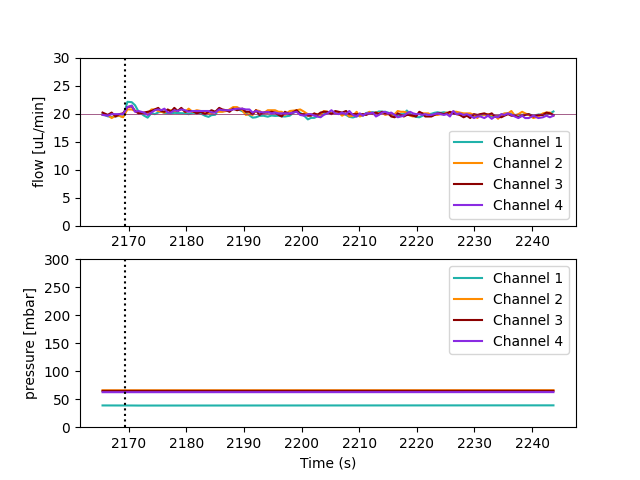 flow [uL/min]
30
25
20
15
10
5
0
Channel 1
Channel 2
Channel 3
Channel 4
2170 2180 2190 2200 2210 2220 2230 2240
pressure [mbar]
300
250
200
150
100
50
0
Channel 1
Channel 2
Channel 3
Channel 4
2170 2180 2190 2200 2210 2220 2230 2240
Time (s)